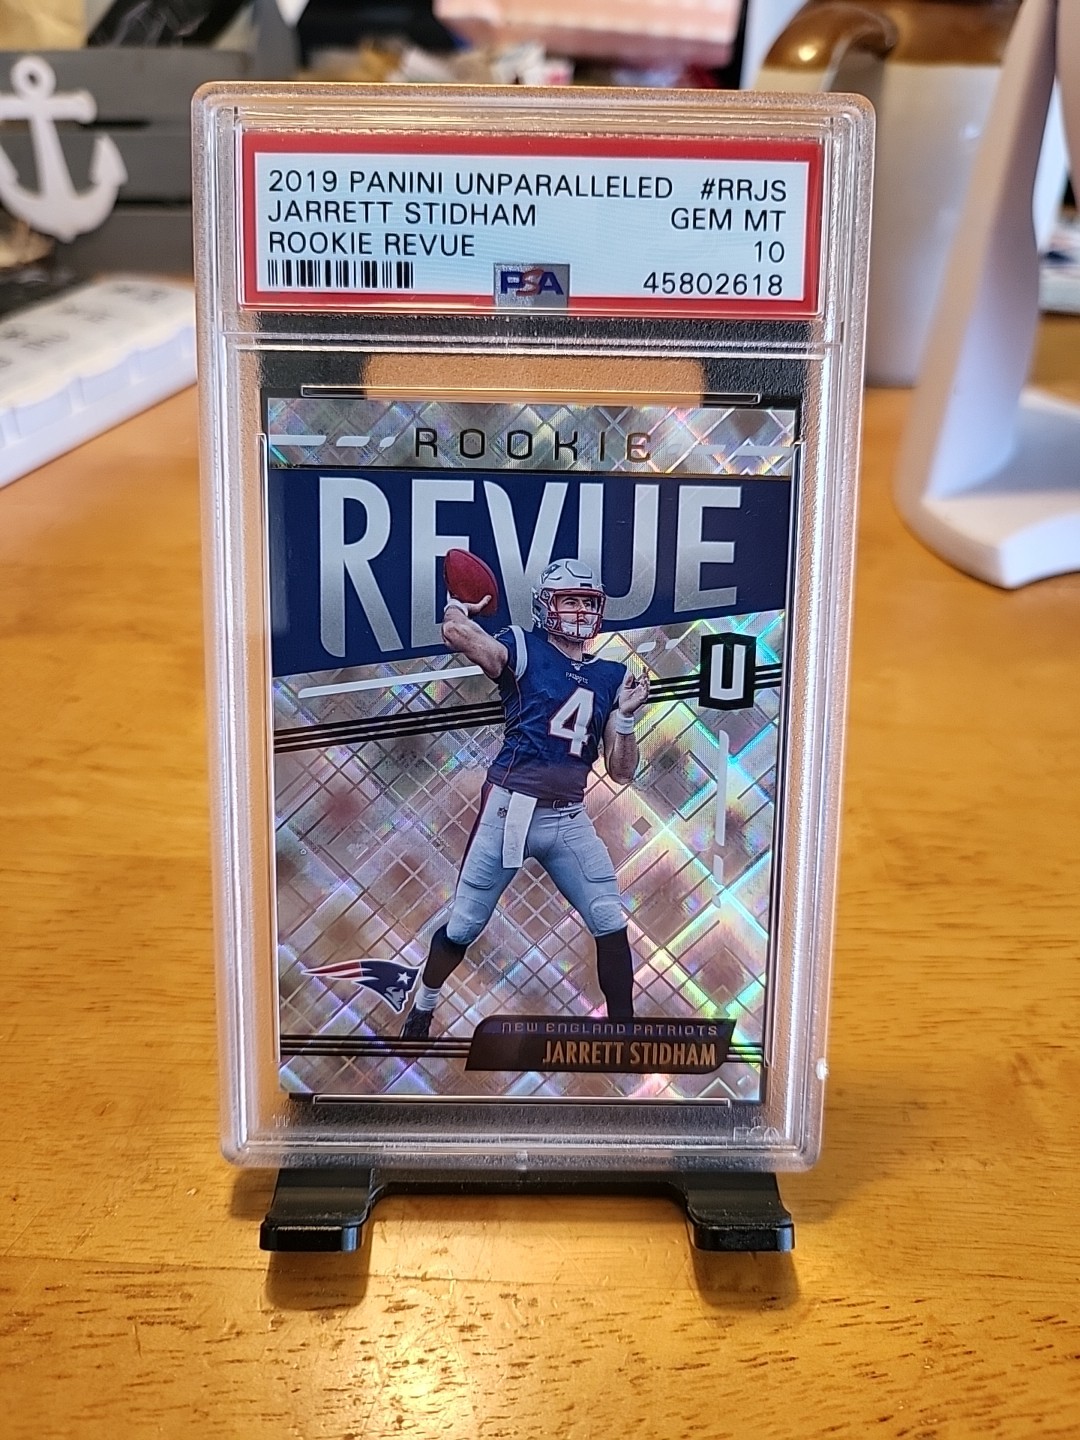 2019 PANINI UNPARALLELED #RRJS
JARRETT STIDHAM GEM MT
ROOKIE REVUE 10
PSA 45802618
ROOKIE
REVUE
U
PATRIOTS
4
NEW ENGLAND PATRIOTS
JARRETT STIDHAM